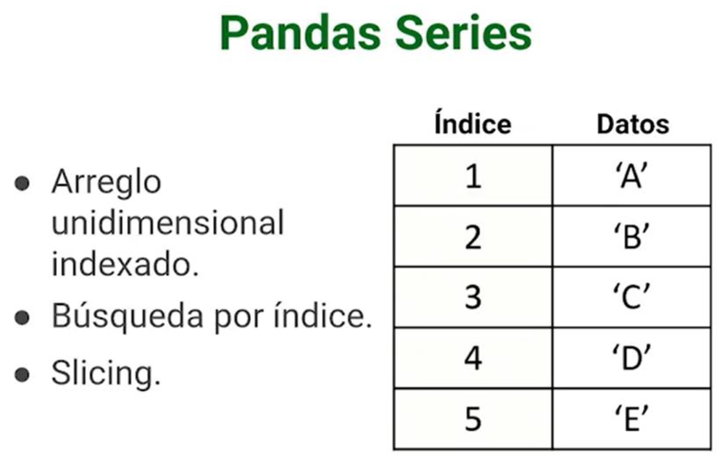 Pandas Series
● Arreglo
unidimensional
indexado.
● Búsqueda por índice.
● Slicing.
Índice Datos
1 ‘A’
2 ‘B’
3 ‘C’
4 ‘D’
5 ‘E’